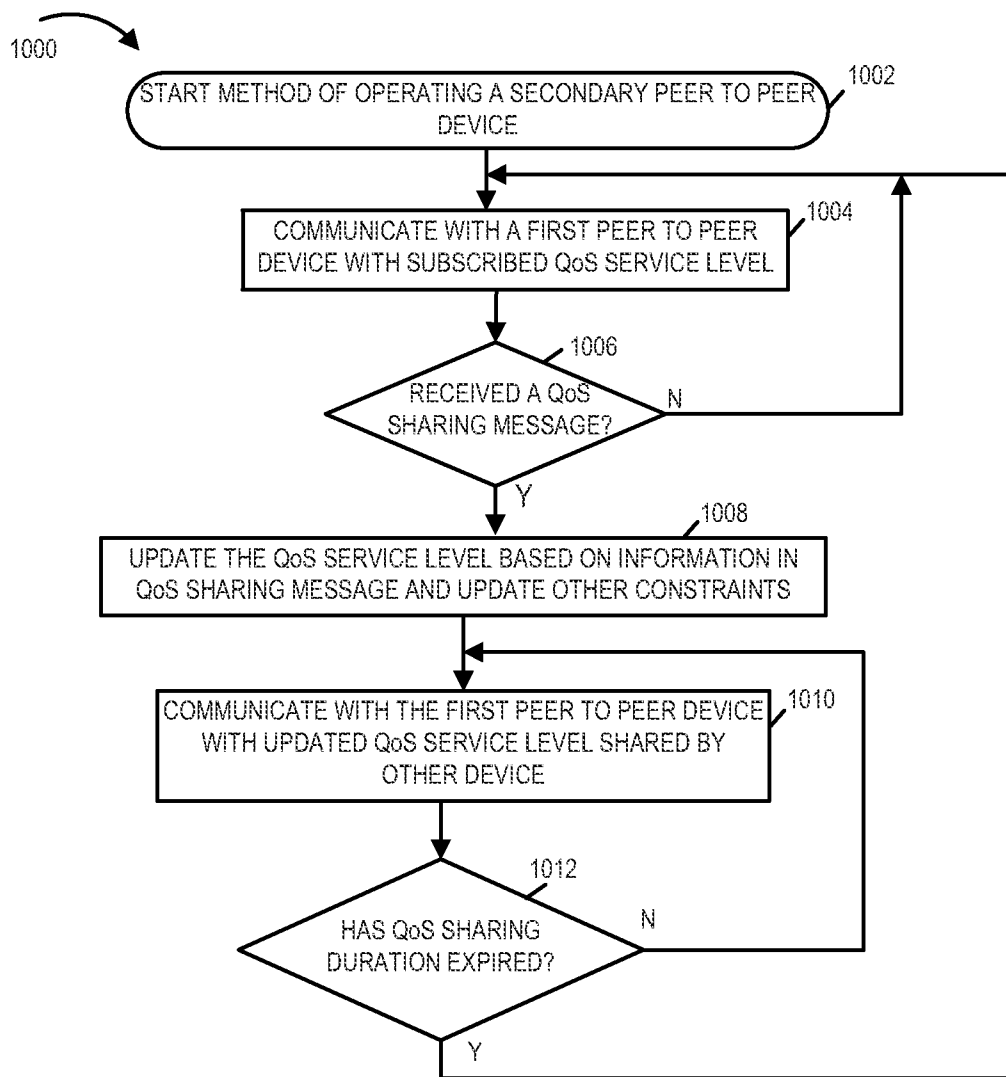 1000
1002
START METHOD OF OPERATING A SECONDARY PEER TO PEER
DEVICE
1004
COMMUNICATE WITH A FIRST PEER TO PEER
DEVICE WITH SUBSCRIBED QoS SERVICE LEVEL
1006
RECEIVED A QoS
SHARING MESSAGE?
N
Y
1008
UPDATE THE QoS SERVICE LEVEL BASED ON INFORMATION IN
QoS SHARING MESSAGE AND UPDATE OTHER CONSTRAINTS
1010
COMMUNICATE WITH THE FIRST PEER TO PEER DEVICE
WITH UPDATED QoS SERVICE LEVEL SHARED BY
OTHER DEVICE
1012
HAS QoS SHARING
DURATION EXPIRED?
N
Y